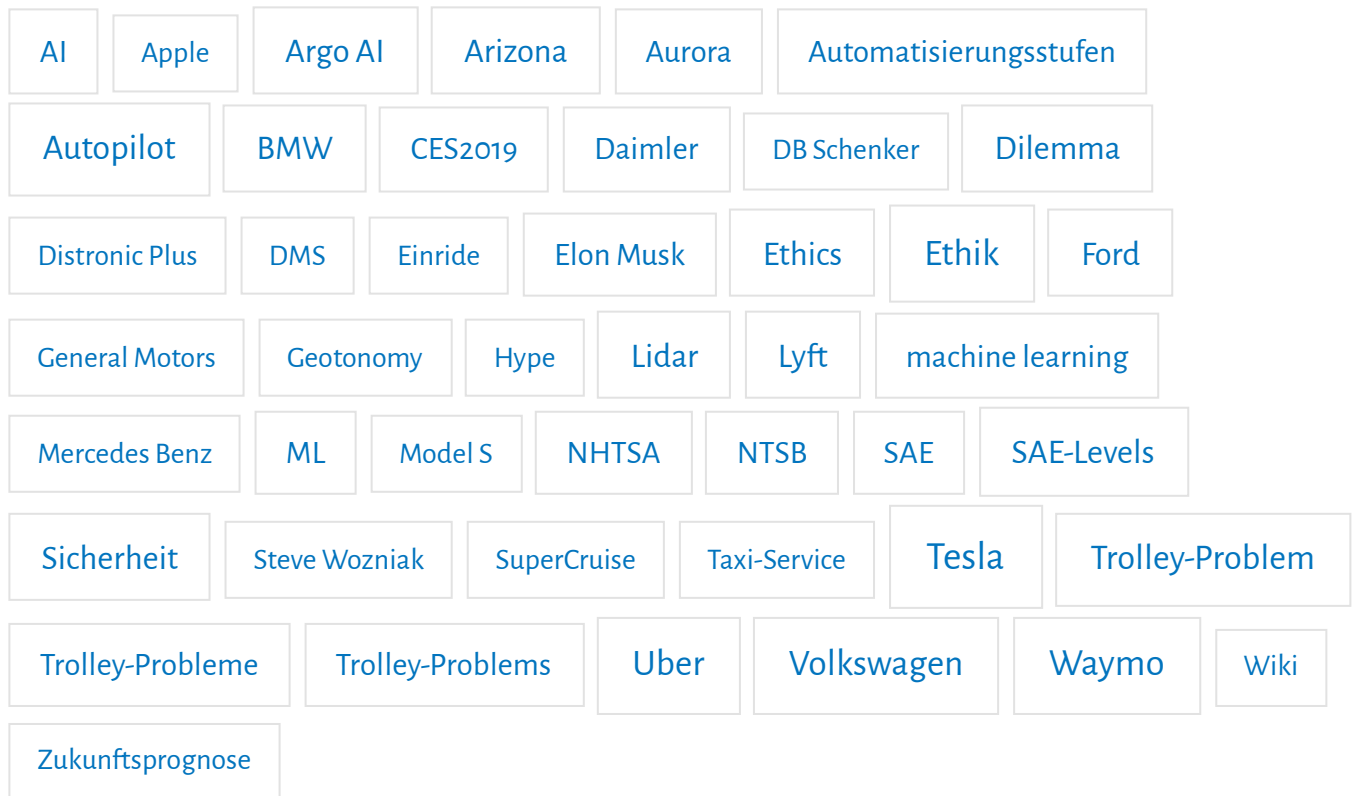 AI Apple Argo AI Arizona Aurora Automatisierungsstufen
Autopilot BMW CES2019 Daimler DB Schenker Dilemma
Distronic Plus DMS Einride Elon Musk Ethics Ethik Ford
General Motors Geotonomy Hype Lidar Lyft machine learning
Mercedes Benz ML Model S NHTSA NTSB SAE SAE-Levels
Sicherheit Steve Wozniak SuperCruise Taxi-Service Tesla Trolley-Problem
Trolley-Probleme Trolley-Problems Uber Volkswagen Waymo Wiki
Zukunftsprognose